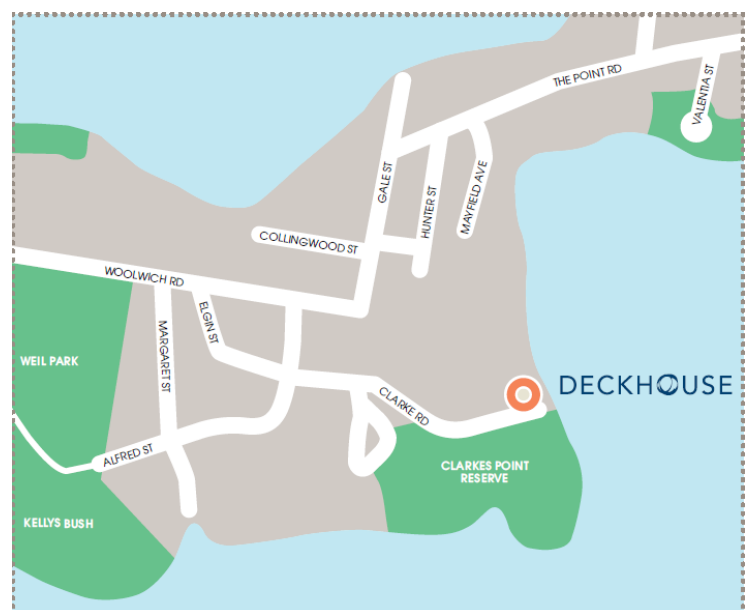 THE POINT RD
VALENTIA ST
GALE ST
HUNTER ST
MAYFIELD AVE
COLLINGWOOD ST
WOOLWICH RD
ELGIN ST
MARGARET ST
WEIL PARK
DECKHOUSE
CLARKE RD
ALFRED ST
CLARKES POINT
RESERVE
KELLYS BUSH